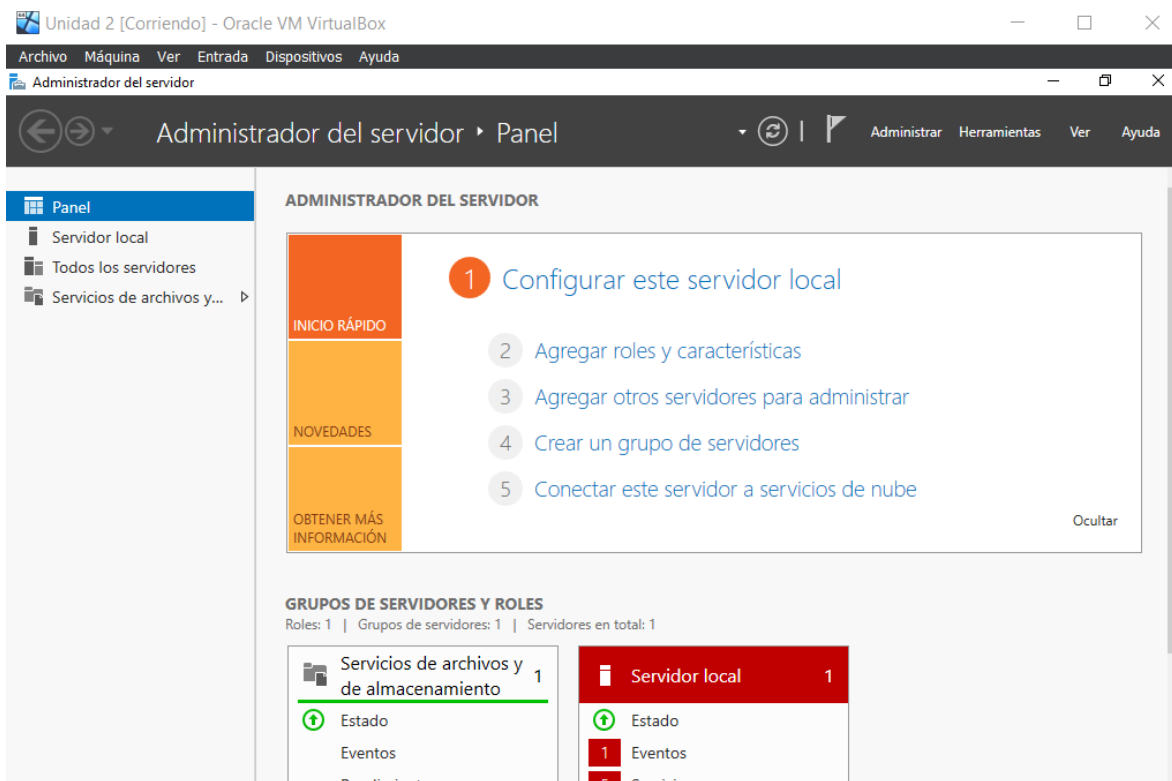 Unidad 2 [Corriendo] - Oracle VM VirtualBox
Archivo Máquina Ver Entrada Dispositivos Ayuda
Administrador del servidor
Administrador del servidor ‣ Panel
Administrar Herramientas Ver Ayuda
Panel
Servidor local
Todos los servidores
Servicios de archivos y...
ADMINISTRADOR DEL SERVIDOR
INICIO RÁPIDO
NOVEDADES
OBTENER MÁS
INFORMACIÓN
1 Configurar este servidor local
2 Agregar roles y características
3 Agregar otros servidores para administrar
4 Crear un grupo de servidores
5 Conectar este servidor a servicios de nube
Ocultar
GRUPOS DE SERVIDORES Y ROLES
Roles: 1 | Grupos de servidores: 1 | Servidores en total: 1
Servicios de archivos y
de almacenamiento
1
Estado
Eventos
Servidor local 1
Estado
1 Eventos